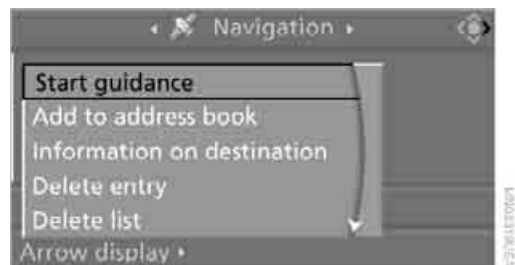 Navigation
Start guidance
Add to address book
Information on destination
Delete entry
Delete list
Arrow display